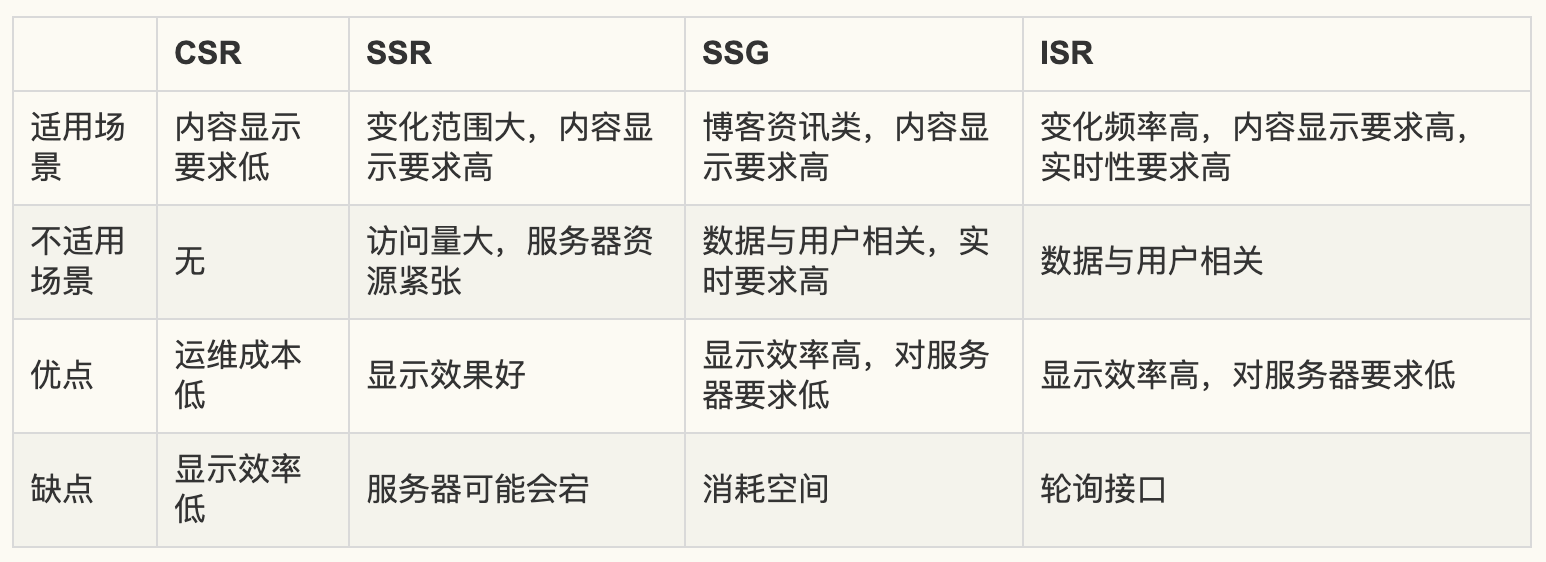 CSR SSR SSG ISR
适用场
景
内容显示
要求低
变化范围大，内容显
示要求高
博客资讯类，内容显
示要求高
变化频率高，内容显示要求高，
实时性要求高
不适用
场景
无
访问量大，服务器资
源紧张
数据与用户相关，实
时要求高
数据与用户相关
优点
运维成本
低
显示效果好
显示效率高，对服务
器要求低
显示效率高，对服务器要求低
缺点
显示效率
低
服务器可能会宕
消耗空间
轮询接口